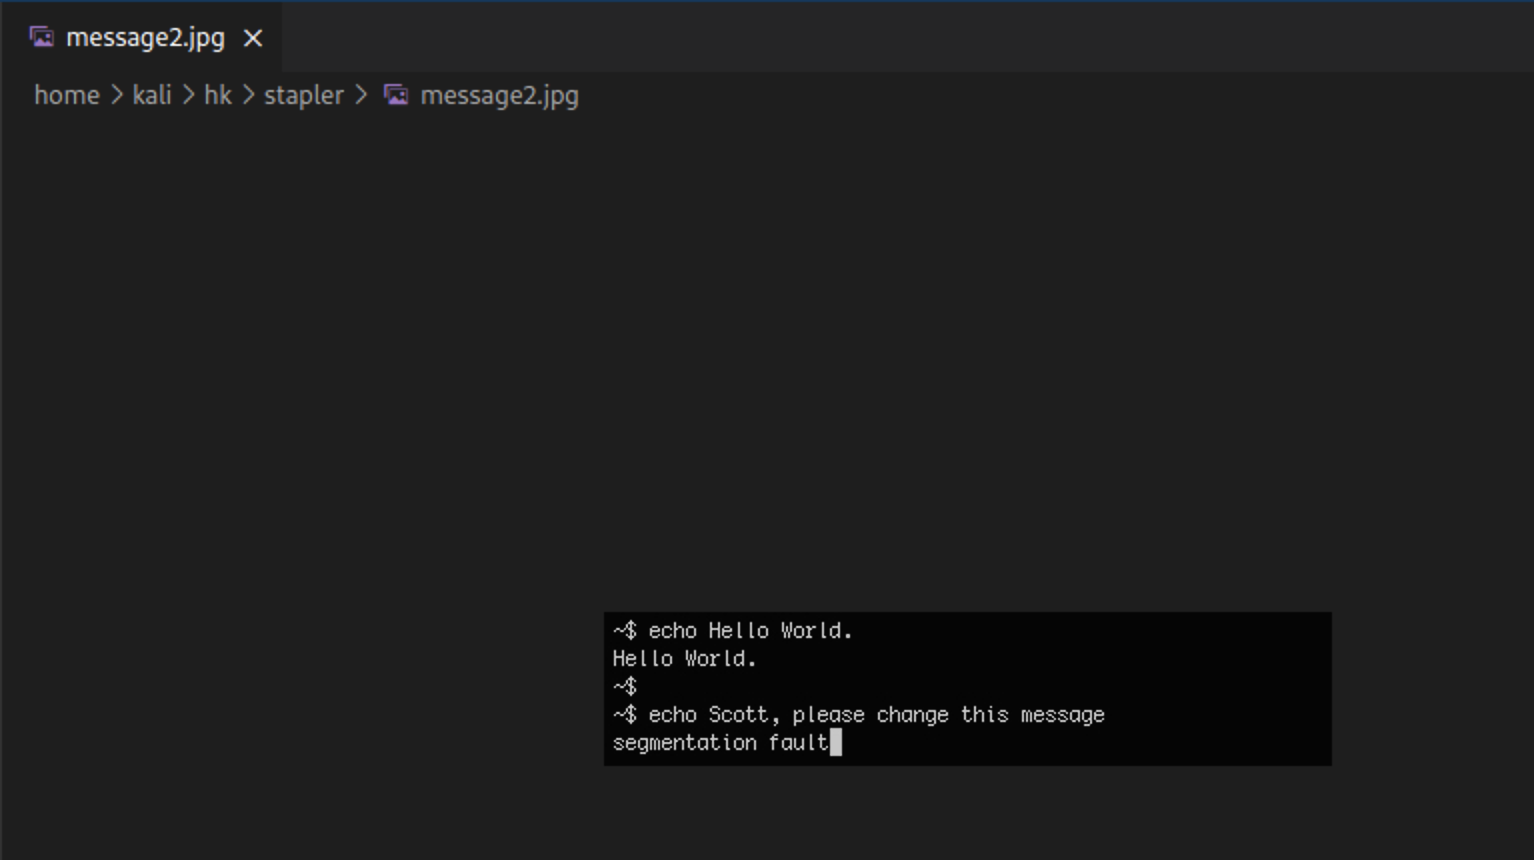 message2.jpg ×
home > kali > hk > stapler > message2.jpg
~$ echo Hello World.
Hello World.
~$
~$ echo Scott, please change this message
segmentation fault